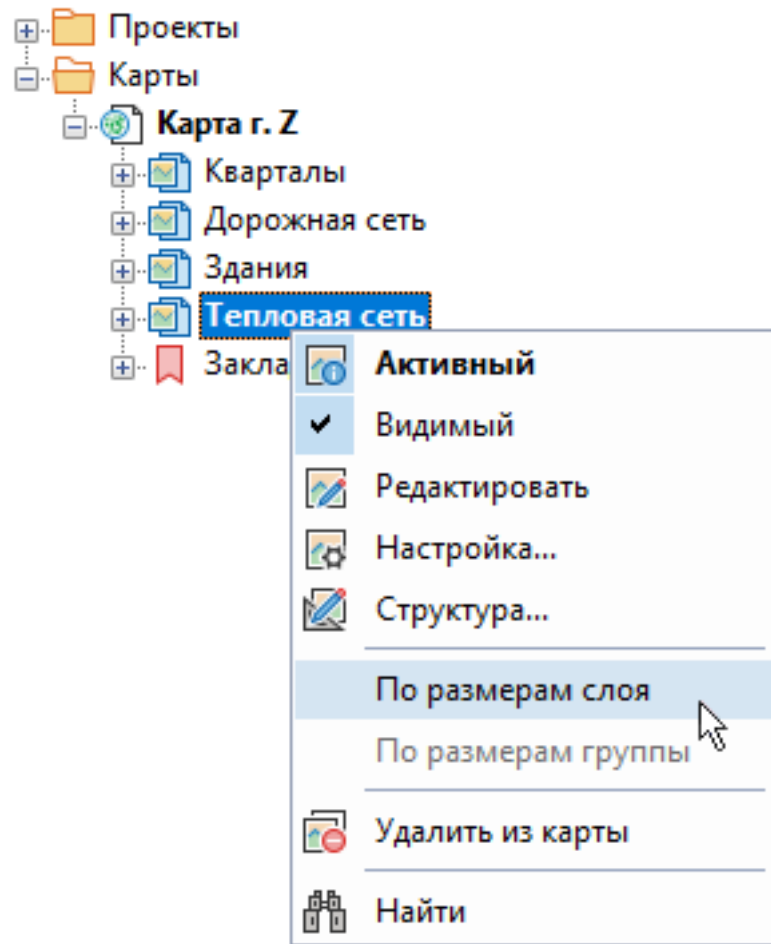 Проекты
Карты
Карта г. Z
Кварталы
Дорожная сеть
Здания
Тепловая сеть
Закла
Активный
Видимый
Редактировать
Настройка...
Структура...
По размерам слоя
По размерам группы
Удалить из карты
Найти